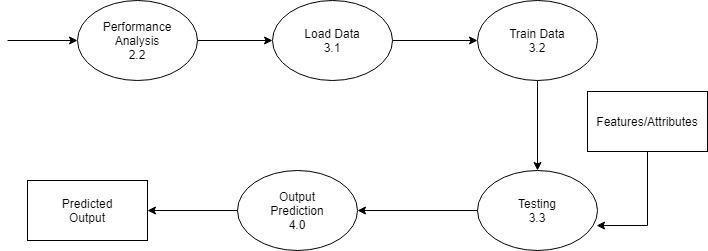 Performance
Analysis
2.2
Load Data
3.1
Train Data
3.2
Features/Attributes
Predicted
Output
Output
Prediction
4.0
Testing
3.3